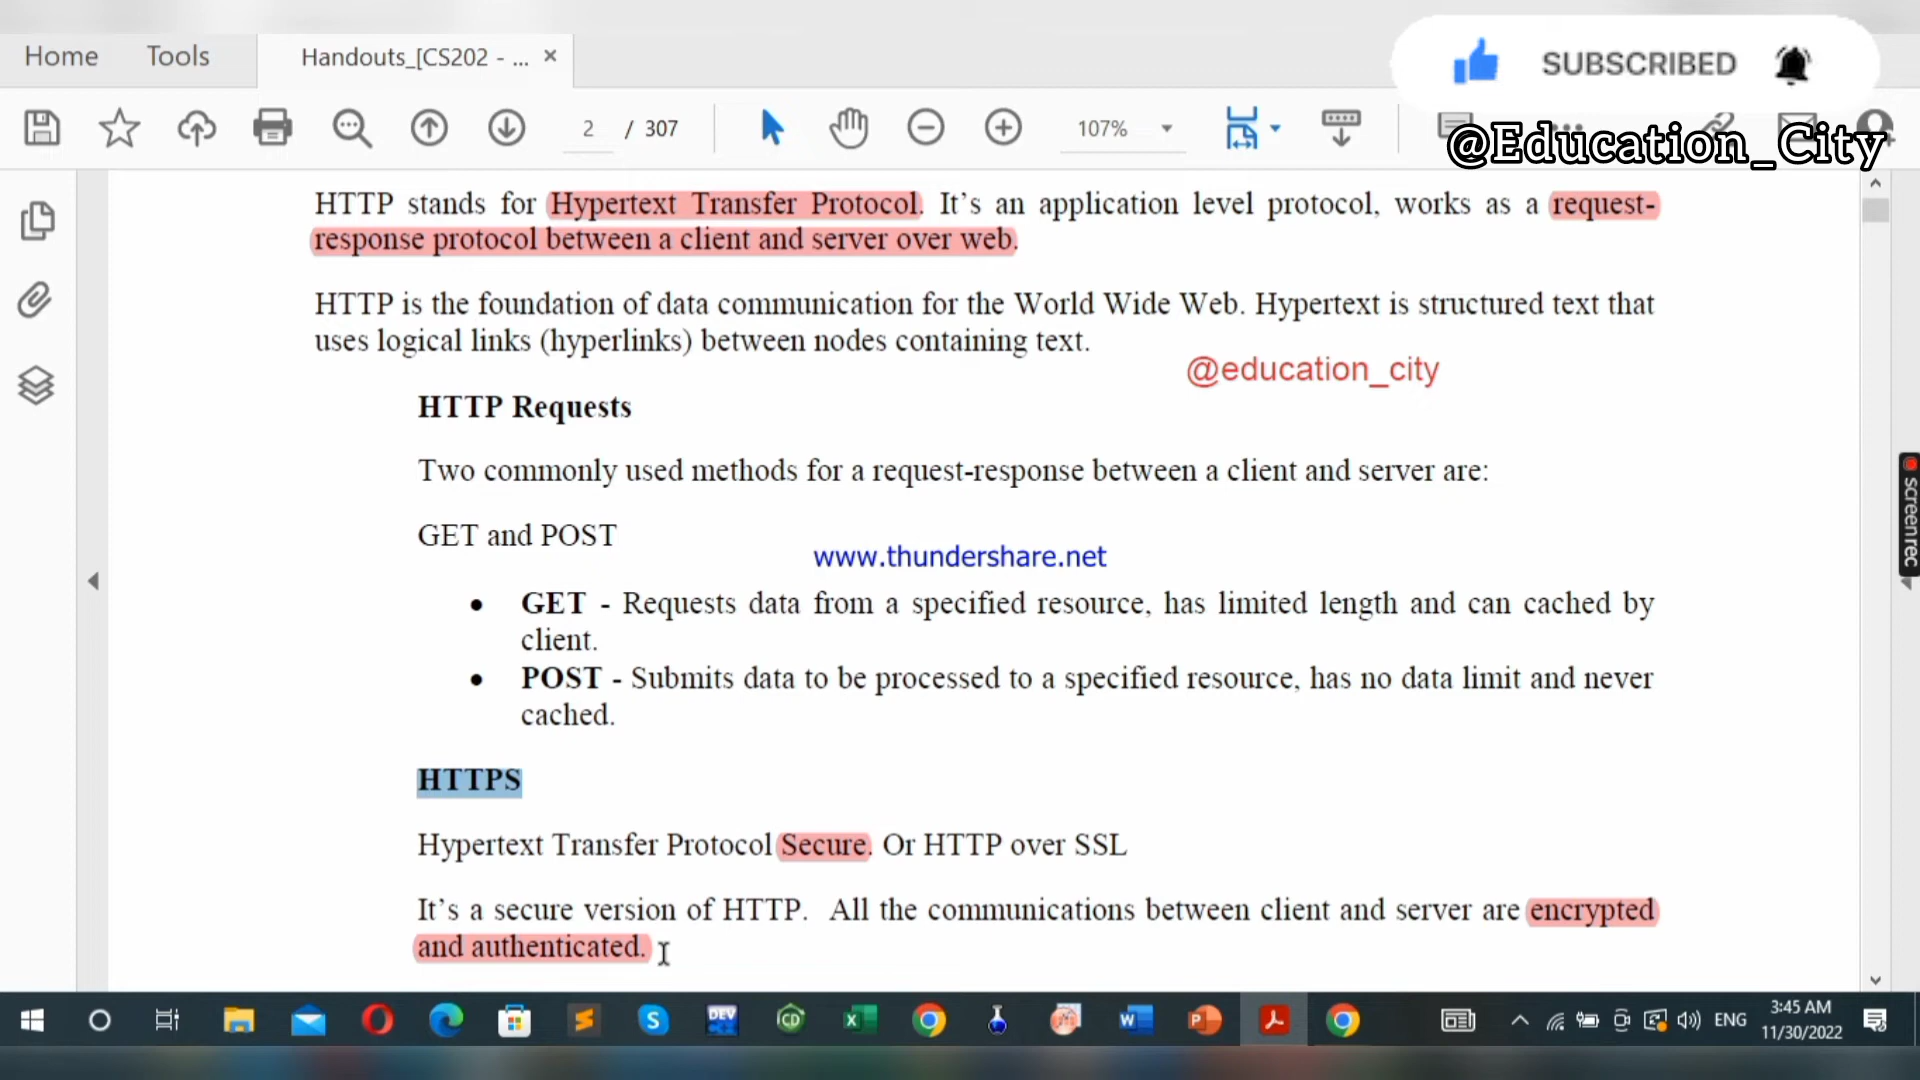 Home Tools Handouts_[CS202 - ... ×
SUBSCRIBED
2 / 307 107%
@Education_City
HTTP stands for Hypertext Transfer Protocol. It’s an application level protocol, works as a request-
response protocol between a client and server over web.
HTTP is the foundation of data communication for the World Wide Web. Hypertext is structured text that
uses logical links (hyperlinks) between nodes containing text.
@education_city
HTTP Requests
Two commonly used methods for a request-response between a client and server are:
GET and POST
www.thundershare.net
• GET - Requests data from a specified resource, has limited length and can cached by
client.
• POST - Submits data to be processed to a specified resource, has no data limit and never
cached.
HTTPS
Hypertext Transfer Protocol Secure. Or HTTP over SSL
It’s a secure version of HTTP. All the communications between client and server are encrypted
and authenticated.
screenrec
DEV
CD
ENG
3:45 AM
11/30/2022